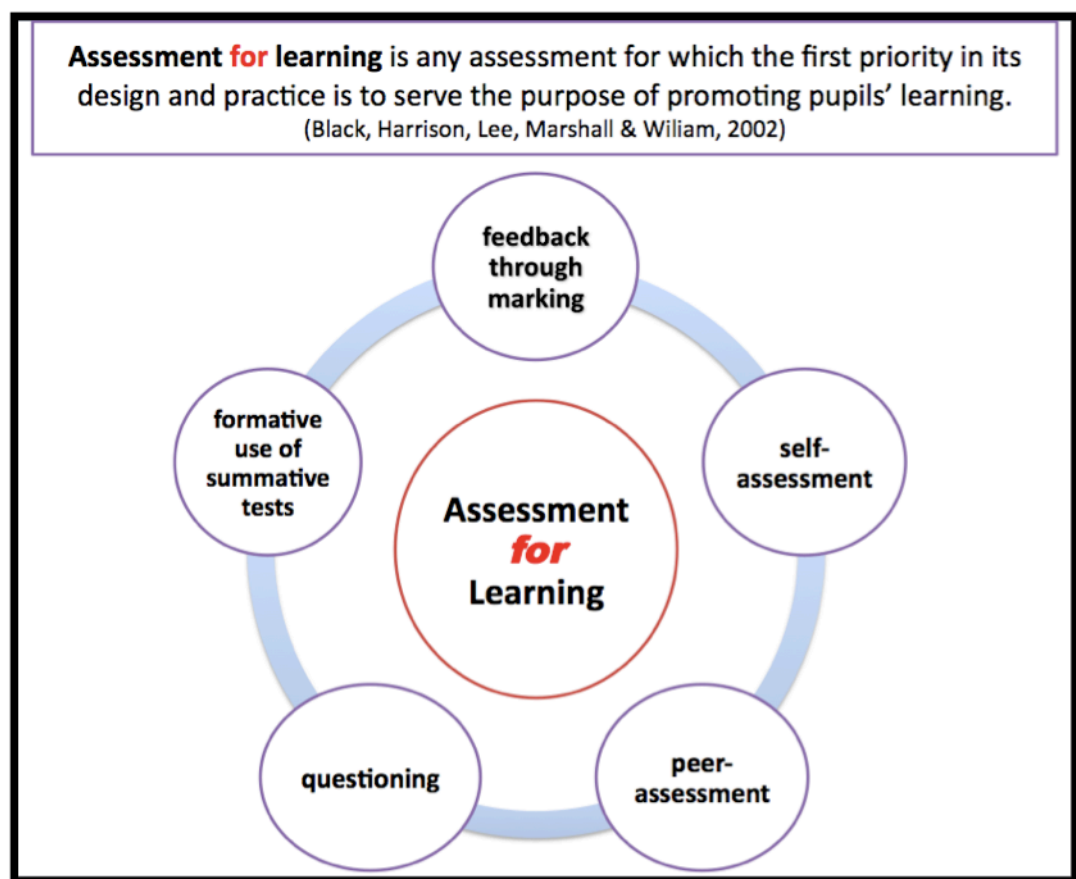 Assessment for learning is any assessment for which the first priority in its
design and practice is to serve the purpose of promoting pupils’ learning.
(Black, Harrison, Lee, Marshall & Wiliam, 2002)
feedback
through
marking
self-
assessment
peer-
assessment
questioning
formative
use of
summative
tests
Assessment
for
Learning